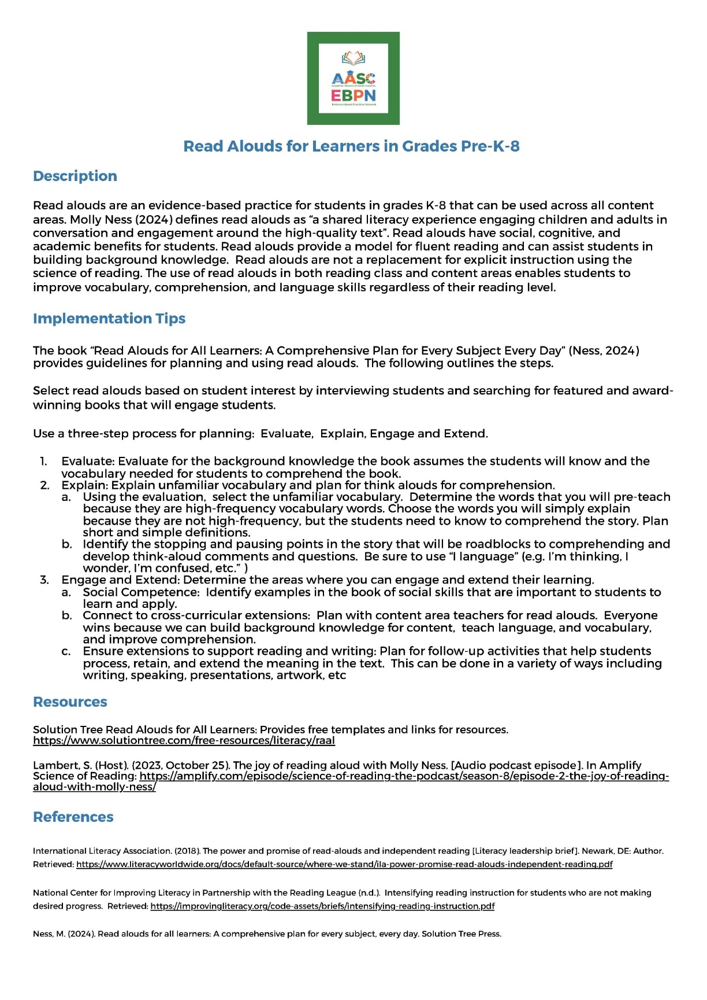 AASC
Academic Alliance of South Carolina
EBPN
Evidence-Based Practices Network
Read Alouds for Learners in Grades Pre-K-8
Description
Read alouds are an evidence-based practice for students in grades K-8 that can be used across all content
areas. Molly Ness (2024) defines read alouds as “a shared literacy experience engaging children and adults in
conversation and engagement around the high-quality text”. Read alouds have social, cognitive, and
academic benefits for students. Read alouds provide a model for fluent reading and can assist students in
building background knowledge.  Read alouds are not a replacement for explicit instruction using the
science of reading. The use of read alouds in both reading class and content areas enables students to
improve vocabulary, comprehension, and language skills regardless of their reading level.
Implementation Tips
The book “Read Alouds for All Learners: A Comprehensive Plan for Every Subject Every Day” (Ness, 2024)
provides guidelines for planning and using read alouds.  The following outlines the steps.
Select read alouds based on student interest by interviewing students and searching for featured and award-
winning books that will engage students.
Use a three-step process for planning:  Evaluate,  Explain, Engage and Extend.
1. Evaluate: Evaluate for the background knowledge the book assumes the students will know and the
vocabulary needed for students to comprehend the book.
2. Explain: Explain unfamiliar vocabulary and plan for think alouds for comprehension.
a. Using the evaluation,  select the unfamiliar vocabulary.  Determine the words that you will pre-teach
because they are high-frequency vocabulary words. Choose the words you will simply explain
because they are not high-frequency, but the students need to know to comprehend the story. Plan
short and simple definitions.
b. Identify the stopping and pausing points in the story that will be roadblocks to comprehending and
develop think-aloud comments and questions.  Be sure to use “I language” (e.g. I’m thinking, I
wonder, I’m confused, etc.” )
3. Engage and Extend: Determine the areas where you can engage and extend their learning.
a. Social Competence:  Identify examples in the book of social skills that are important to students to
learn and apply.
b. Connect to cross-curricular extensions:  Plan with content area teachers for read alouds.  Everyone
wins because we can build background knowledge for content,  teach language, and vocabulary,
and improve comprehension.
c. Ensure extensions to support reading and writing: Plan for follow-up activities that help students
process, retain, and extend the meaning in the text.  This can be done in a variety of ways including
writing, speaking, presentations, artwork, etc
Resources
Solution Tree Read Alouds for All Learners: Provides free templates and links for resources.
https://www.solutiontree.com/free-resources/literacy/raal
Lambert, S. (Host). (2023, October 25). The joy of reading aloud with Molly Ness. [Audio podcast episode]. In Amplify
Science of Reading: https://amplify.com/episode/science-of-reading-the-podcast/season-8/episode-2-the-joy-of-reading-
aloud-with-molly-ness/
References
International Literacy Association. (2018). The power and promise of read-alouds and independent reading [Literacy leadership brief]. Newark, DE: Author.
Retrieved: https://www.literacyworldwide.org/docs/default-source/where-we-stand/ila-power-promise-read-alouds-independent-reading.pdf
National Center for Improving Literacy in Partnership with the Reading League (n.d.).  Intensifying reading instruction for students who are not making
desired progress.  Retrieved: https://improvingliteracy.org/code-assets/briefs/intensifying-reading-instruction.pdf
Ness, M. (2024). Read alouds for all learners: A comprehensive plan for every subject, every day. Solution Tree Press.